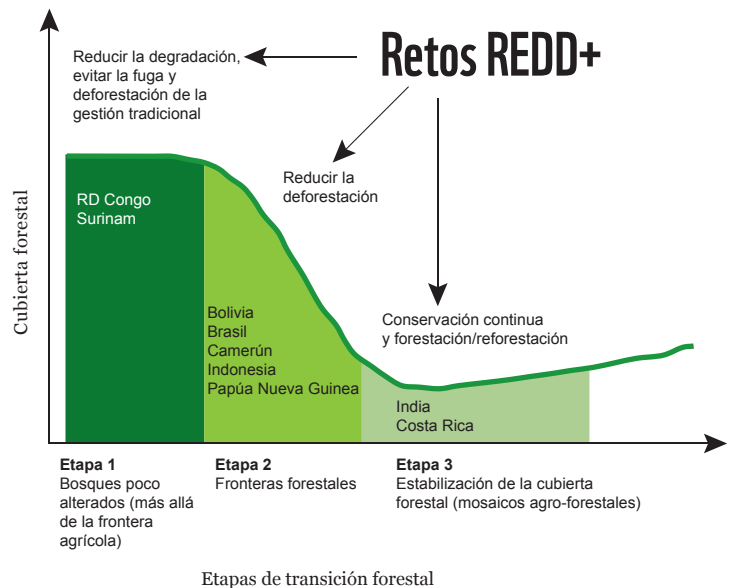 Retos REDD+
Reducir la degradación,
evitar la fuga y
deforestación de la
gestión tradicional
Reducir la
deforestación
Conservación continua
y forestación/reforestación
Cubierta forestal
RD Congo
Surinam
Bolivia
Brasil
Camerún
Indonesia
Papúa Nueva Guinea
India
Costa Rica
Etapa 1
Bosques poco
alterados (más allá
de la frontera
agrícola)
Etapa 2
Fronteras forestales
Etapa 3
Estabilización de la cubierta
forestal (mosaicos agro-forestales)
Etapas de transición forestal